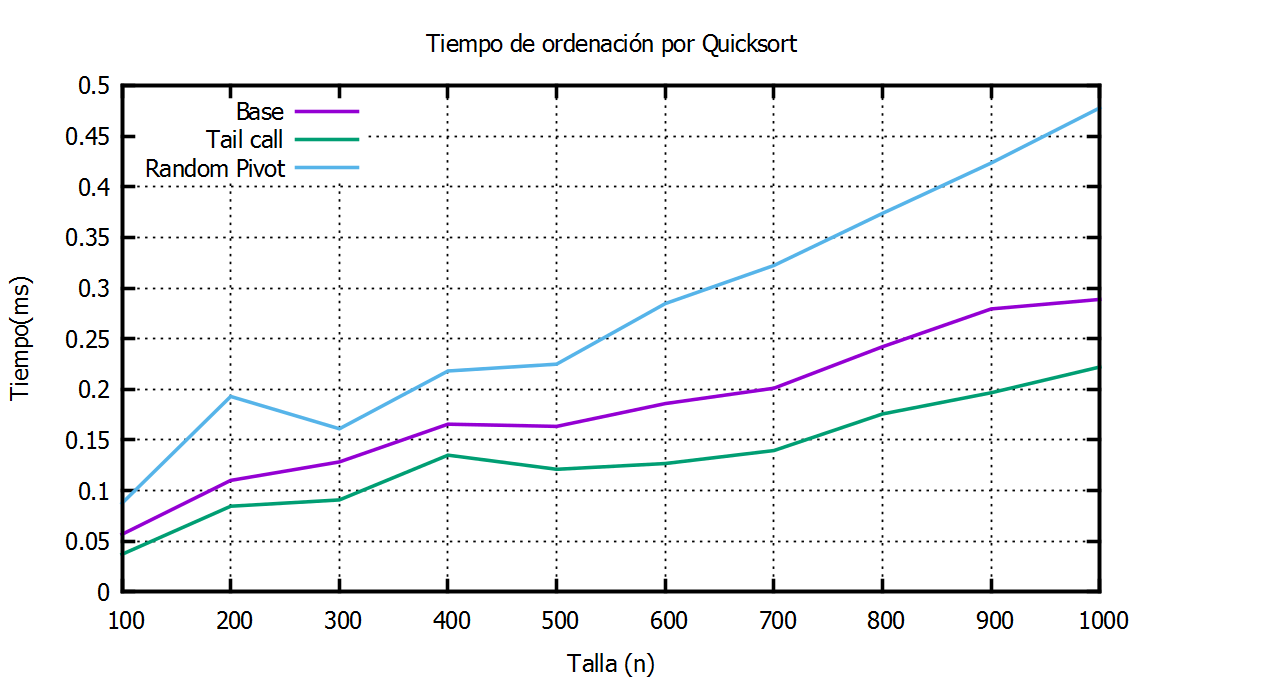 Tiempo de ordenación por Quicksort
0.5
0.45
0.4
0.35
0.3
0.25
0.2
0.15
0.1
0.05
0
Base
Tail call
Random Pivot
Tiempo(ms)
100 200 300 400 500 600 700 800 900 1000
Talla (n)